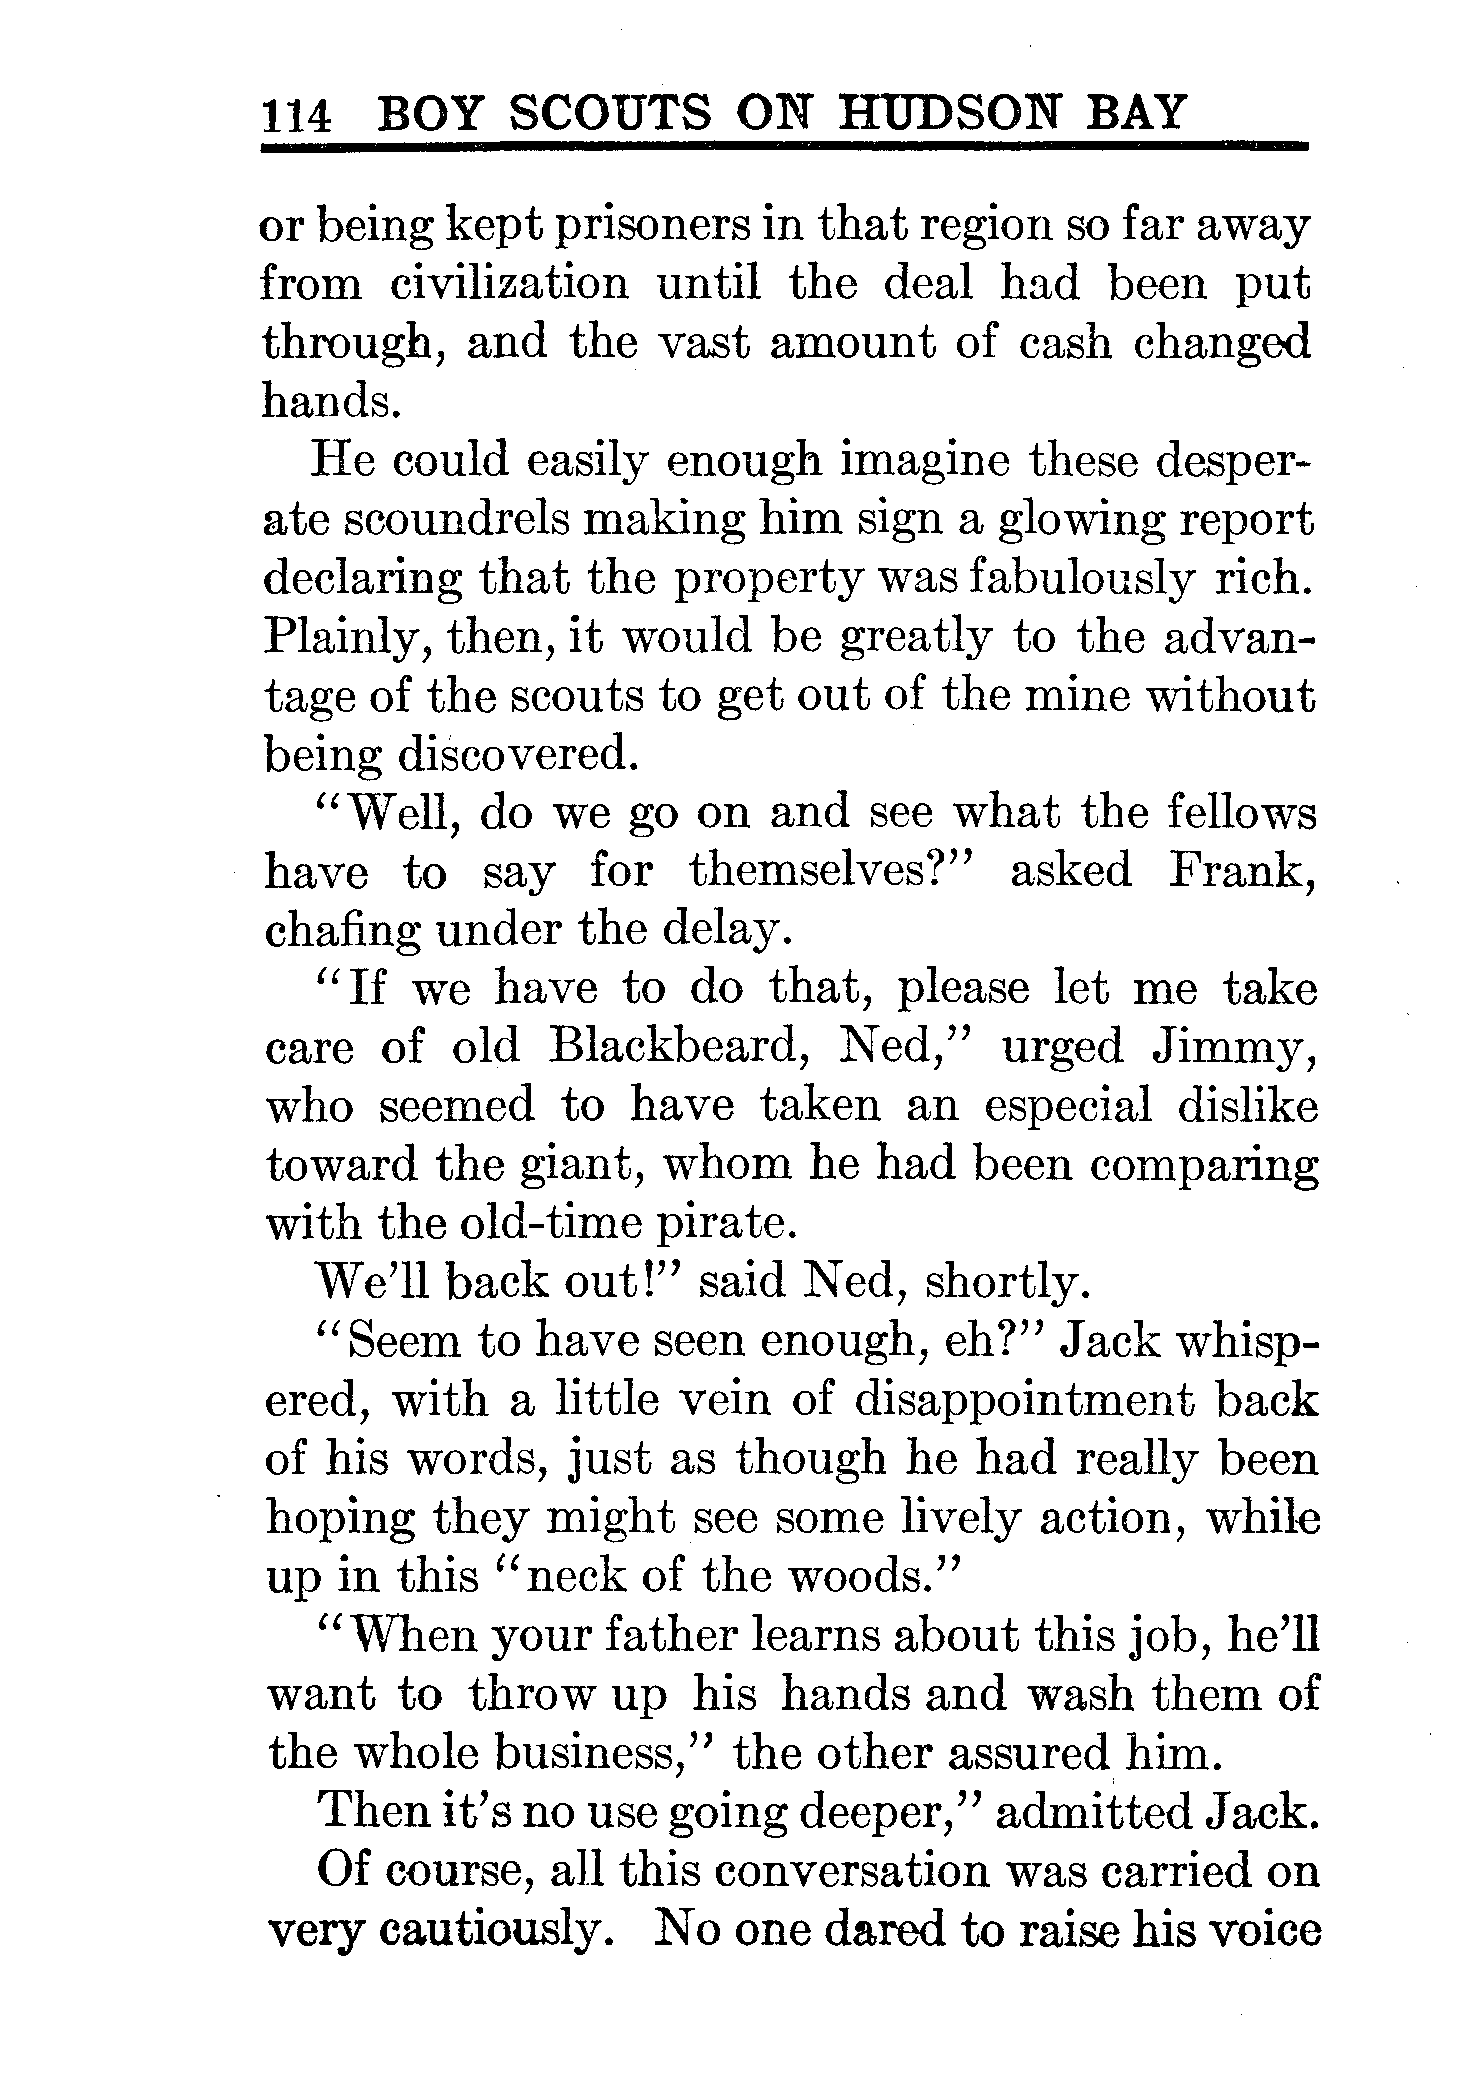 114 BOY SCOUTS ON HUDSON BAY
or being kept prisoners in that region so far away
from civilization until the deal had been put
through, and the vast amount of cash changed
hands.
He could easily enough imagine these desper-
ate scoundrels making him sign a glowing report
declaring that the property was fabulously rich.
Plainly, then, it would be greatly to the advan-
tage of the scouts to get out of the mine without
being discovered.
“Well, do we go on and see what the fellows
have to say for themselves?” asked Frank,
chafing under the delay.
“If we have to do that, please let me take
care of old Blackbeard, Ned,” urged Jimmy,
who seemed to have taken an especial dislike
toward the giant, whom he had been comparing
with the old-time pirate.
We’ll back out!” said Ned, shortly.
“Seem to have seen enough, eh?” Jack whisp-
ered, with a little vein of disappointment back
of his words, just as though he had really been
hoping they might see some lively action, while
up in this “neck of the woods.”
“When your father learns about this job, he’ll
want to throw up his hands and wash them of
the whole business,” the other assured him.
Then it’s no use going deeper,” admitted Jack.
Of course, all this conversation was carried on
very cautiously. No one dared to raise his voice